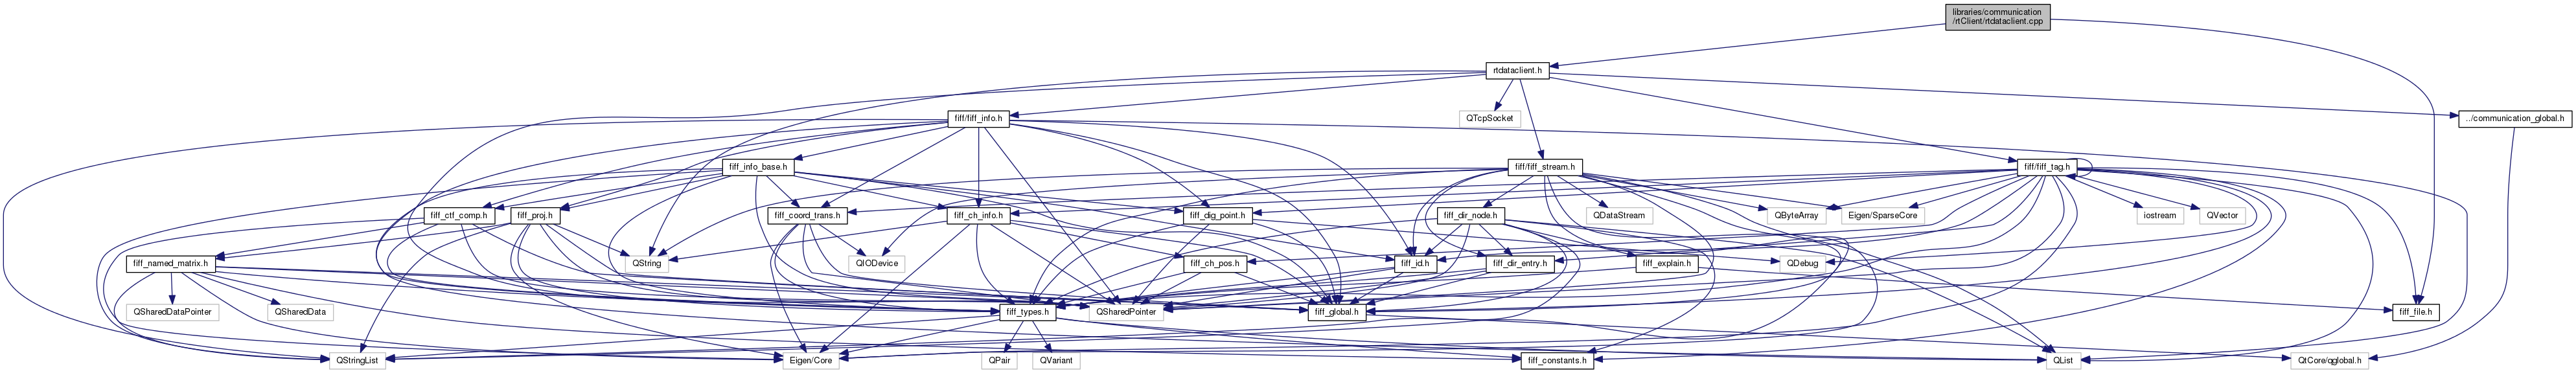 libraries/communication
/rtClient/rtdataclient.cpp
rtdataclient.h
fiff/fiff_info.h
QTcpSocket
../communication_global.h
fiff_info_base.h
fiff/fiff_stream.h
fiff/fiff_tag.h
fiff_ctf_comp.h
fiff_proj.h
fiff_coord_trans.h
fiff_ch_info.h
fiff_dig_point.h
fiff_dir_node.h
QDataStream
QByteArray
Eigen/SparseCore
iostream
QVector
fiff_named_matrix.h
QString
QIODevice
fiff_ch_pos.h
fiff_id.h
fiff_dir_entry.h
fiff_explain.h
QDebug
QSharedDataPointer
QSharedData
fiff_types.h
QSharedPointer
fiff_global.h
fiff_file.h
QStringList
Eigen/Core
QPair
QVariant
fiff_constants.h
QList
QtCore/qglobal.h